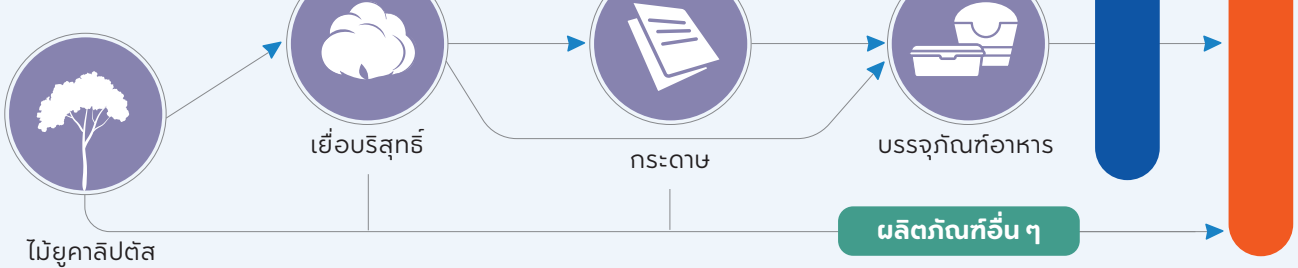 เยื่อบริสุทธิ์
กระดาษ
บรรจุภัณฑ์อาหาร
ผลิตภัณฑ์อื่น ๆ
ไม้ยูคาลิปตัส